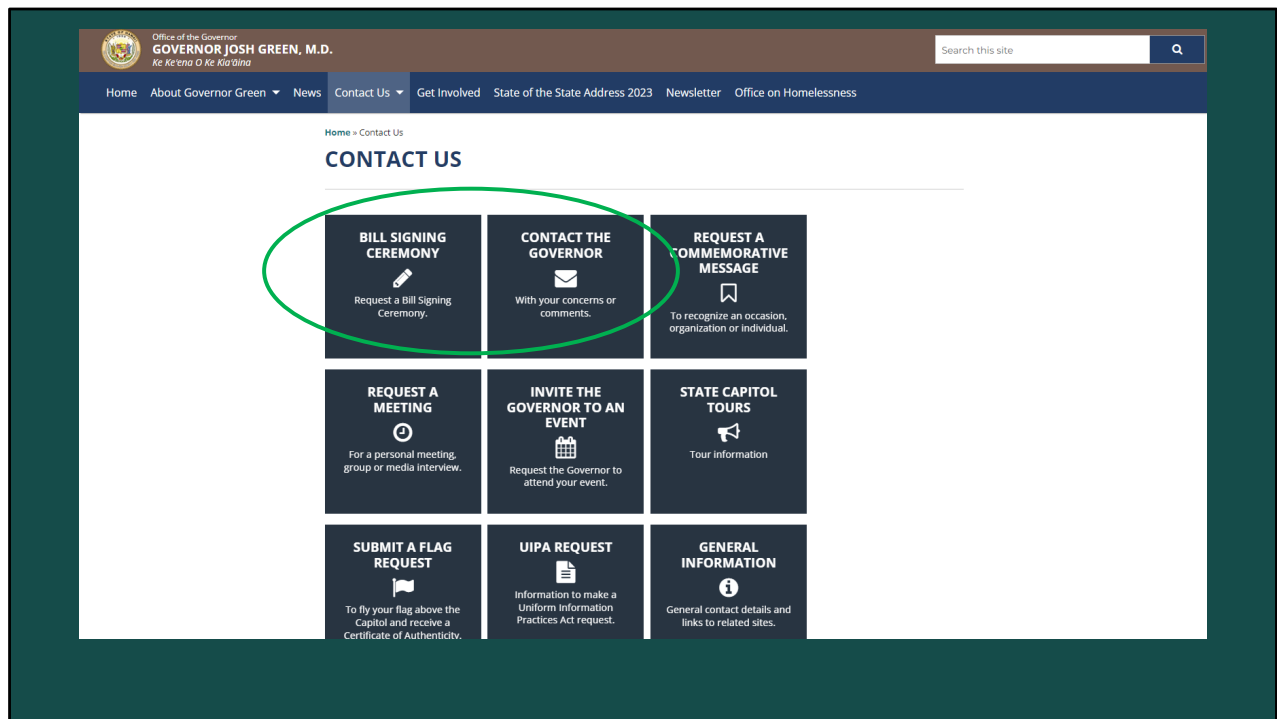 Office of the Governor
GOVERNOR JOSH GREEN, M.D.
Ke Keʻena O Ke Kiaʻāina
Search this site
Home About Governor Green News Contact Us Get Involved State of the State Address 2023 Newsletter Office on Homelessness
Home » Contact Us
CONTACT US
BILL SIGNING
CEREMONY
Request a Bill Signing
Ceremony.
CONTACT THE
GOVERNOR
With your concerns or
comments.
REQUEST A
COMMEMORATIVE
MESSAGE
To recognize an occasion,
organization or individual.
REQUEST A
MEETING
For a personal meeting,
group or media interview.
INVITE THE
GOVERNOR TO AN
EVENT
Request the Governor to
attend your event.
STATE CAPITOL
TOURS
Tour information
SUBMIT A FLAG
REQUEST
To fly your flag above the
Capitol and receive a
Certificate of Authenticity.
UIPA REQUEST
Information to make a
Uniform Information
Practices Act request.
GENERAL
INFORMATION
General contact details and
links to related sites.